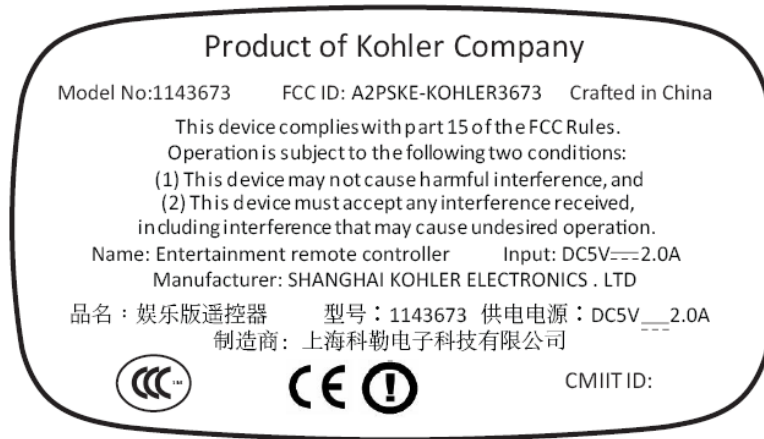 Product of Kohler Company
Model No:1143673 FCC ID: A2PSKE-KOHLER3673 Crafted in China
This device complies with part 15 of the FCC Rules.
Operation is subject to the following two conditions:
(1) This device may not cause harmful interference, and
(2) This device must accept any interference received,
including interference that may cause undesired operation.
Name: Entertainment remote controller Input: DC5V⎓2.0A
Manufacturer: SHANGHAI KOHLER ELECTRONICS . LTD
品名：娱乐版遥控器 型号：1143673 供电电源：DC5V⎓2.0A
制造商: 上海科勒电子科技有限公司
CCC CE ! CMIIT ID: